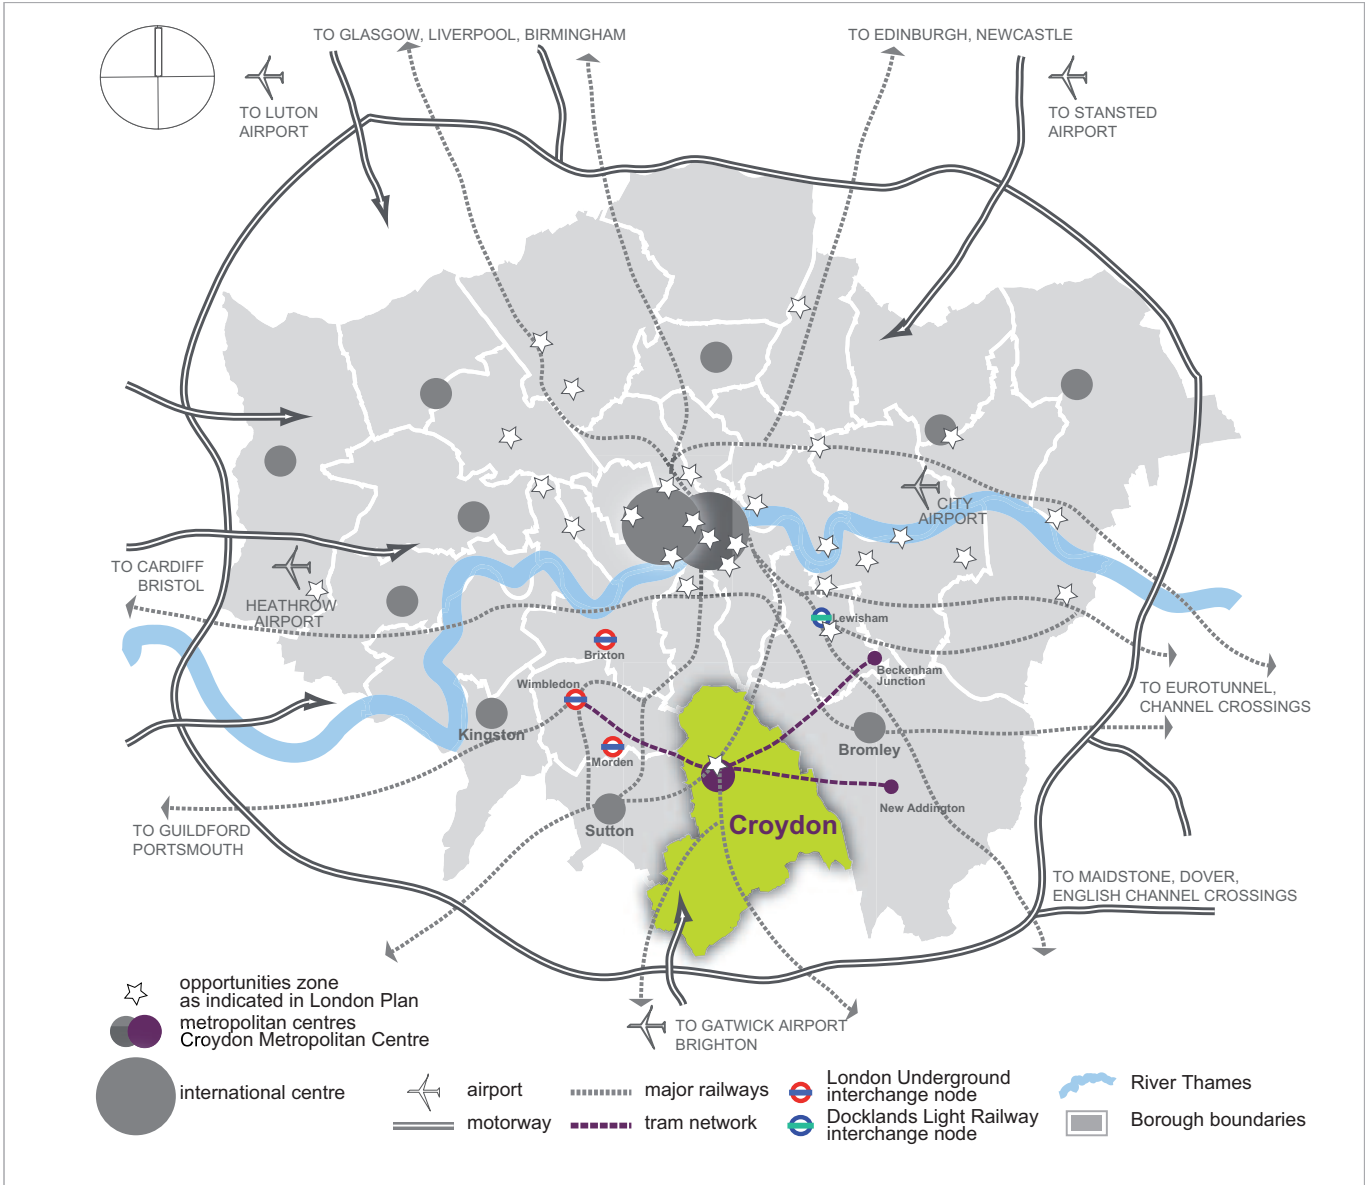 TO GLASGOW, LIVERPOOL, BIRMINGHAM
TO EDINBURGH, NEWCASTLE
TO LUTON
AIRPORT
TO STANSTED
AIRPORT
CITY
AIRPORT
TO CARDIFF
BRISTOL
HEATHROW
AIRPORT
Lewisham
Brixton
Beckenham
Junction
Wimbledon
TO EUROTUNNEL,
CHANNEL CROSSINGS
Kingston
Bromley
Morden
New Addington
Sutton
Croydon
TO GUILDFORD
PORTSMOUTH
TO MAIDSTONE, DOVER,
ENGLISH CHANNEL CROSSINGS
TO GATWICK AIRPORT
BRIGHTON
opportunities zone
as indicated in London Plan
metropolitan centres
Croydon Metropolitan Centre
international centre
airport
motorway
major railways
tram network
London Underground
interchange node
Docklands Light Railway
interchange node
River Thames
Borough boundaries